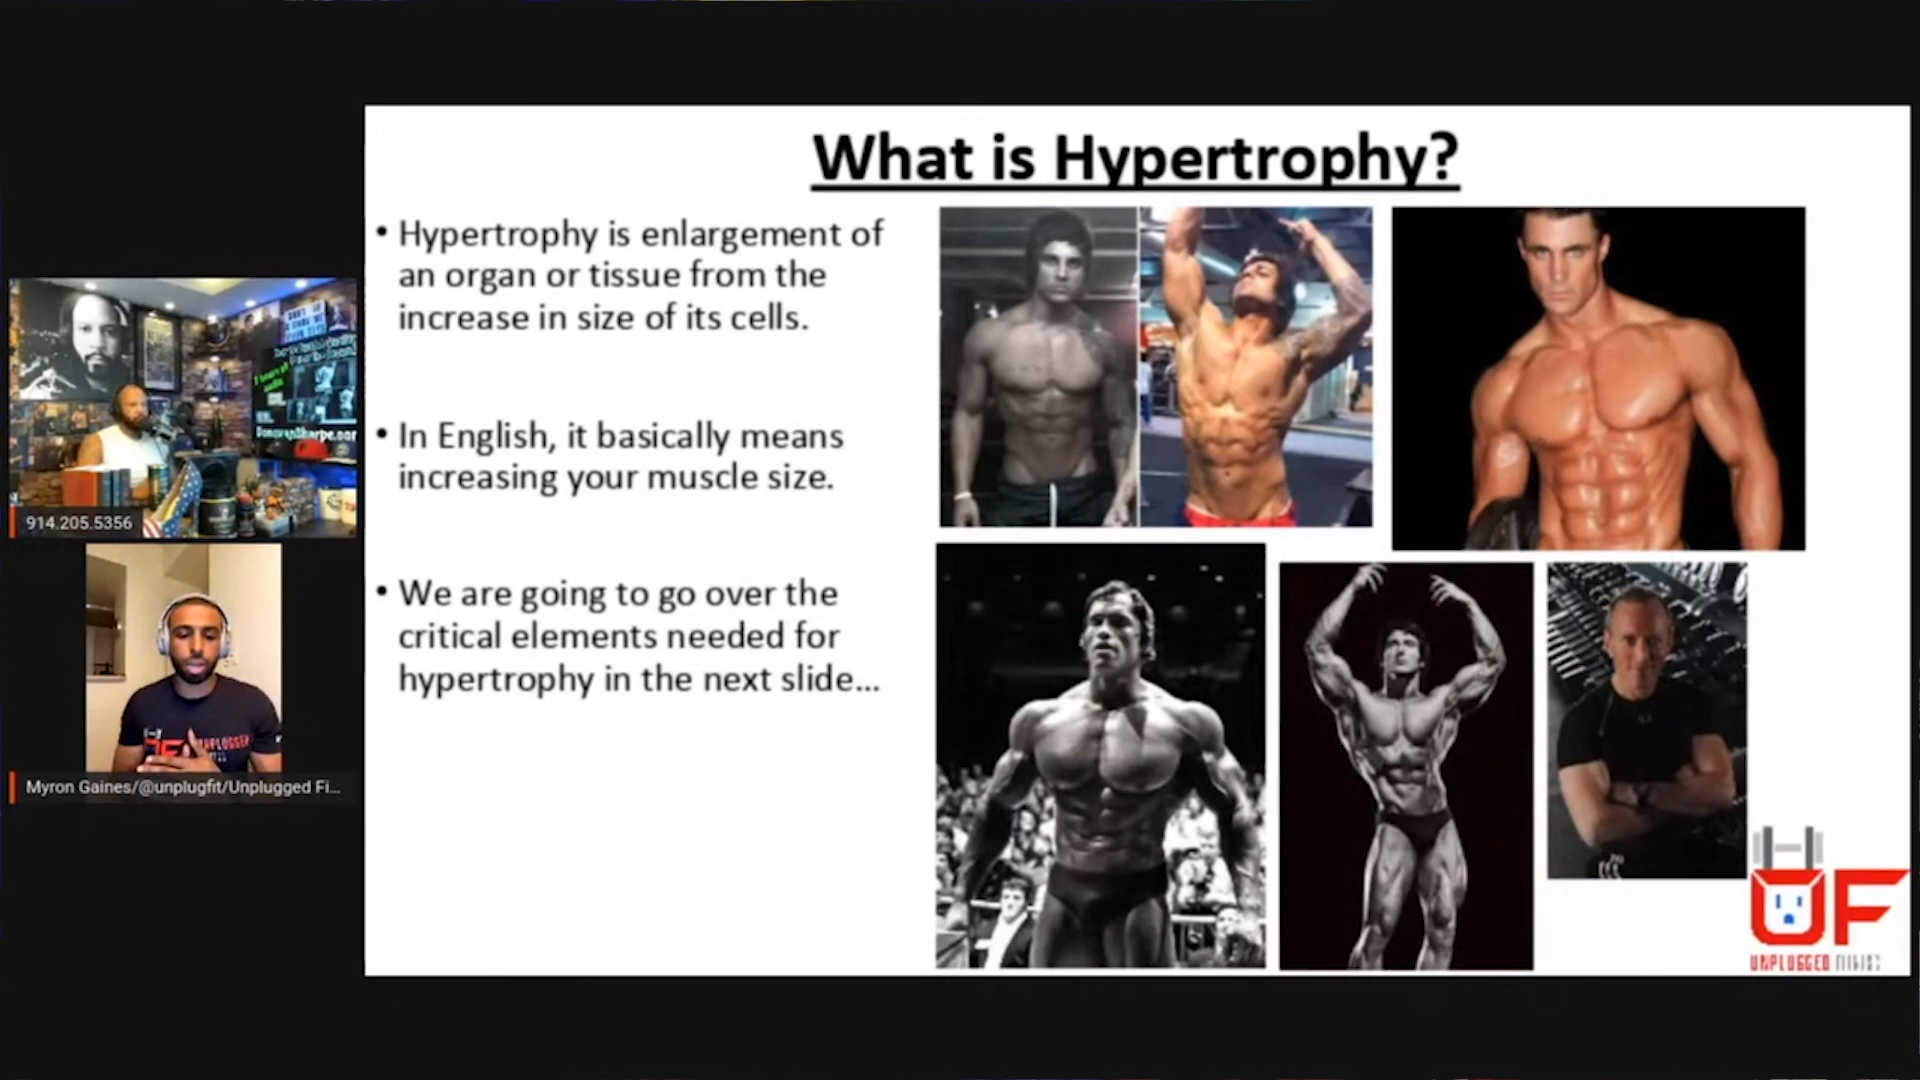 What is Hypertrophy?
• Hypertrophy is enlargement of
an organ or tissue from the
increase in size of its cells.
• In English, it basically means
increasing your muscle size.
• We are going to go over the
critical elements needed for
hypertrophy in the next slide...
914.205.5356
Myron Gaines/@unplugfit/Unplugged Fi...
UF
UNPLUGGED